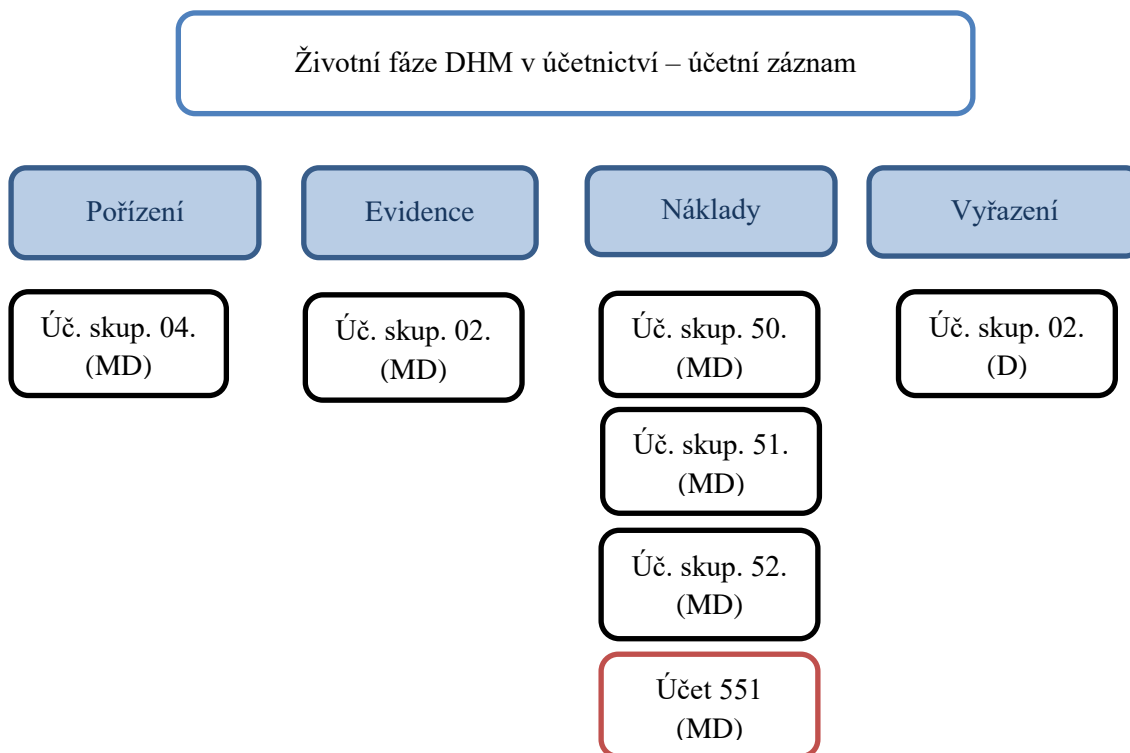 Životní fáze DHM v účetnictví – účetní záznam
Pořízení
Evidence
Náklady
Vyřazení
Úč. skup. 04.
(MD)
Úč. skup. 02.
(MD)
Úč. skup. 50.
(MD)
Úč. skup. 02.
(D)
Úč. skup. 51.
(MD)
Úč. skup. 52.
(MD)
Účet 551
(MD)